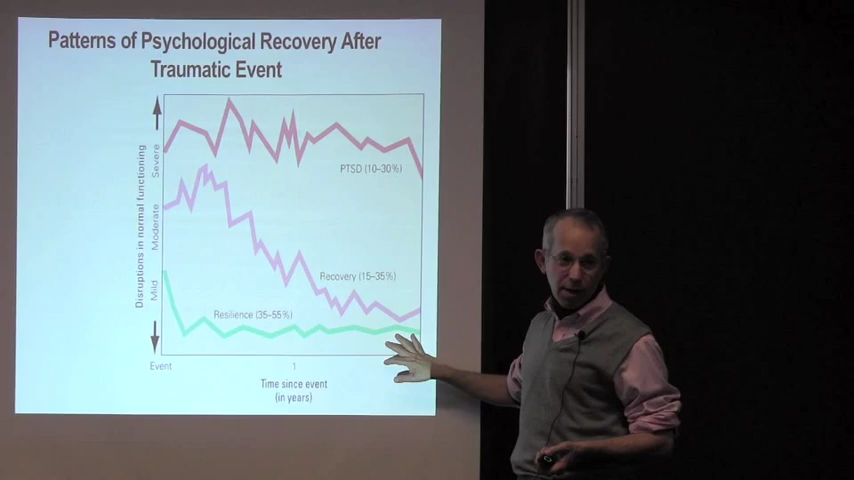 Patterns of Psychological Recovery After
Traumatic Event
Disruptions in normal functioning
Severe
Moderate
Mild
PTSD (10–30%)
Recovery (15–35%)
Resilience (35–55%)
Event
1
Time since event
(in years)